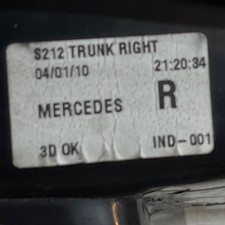 S212 TRUNK RIGHT
04/01/10 21:20:34
MERCEDES R
3D OK IND-001